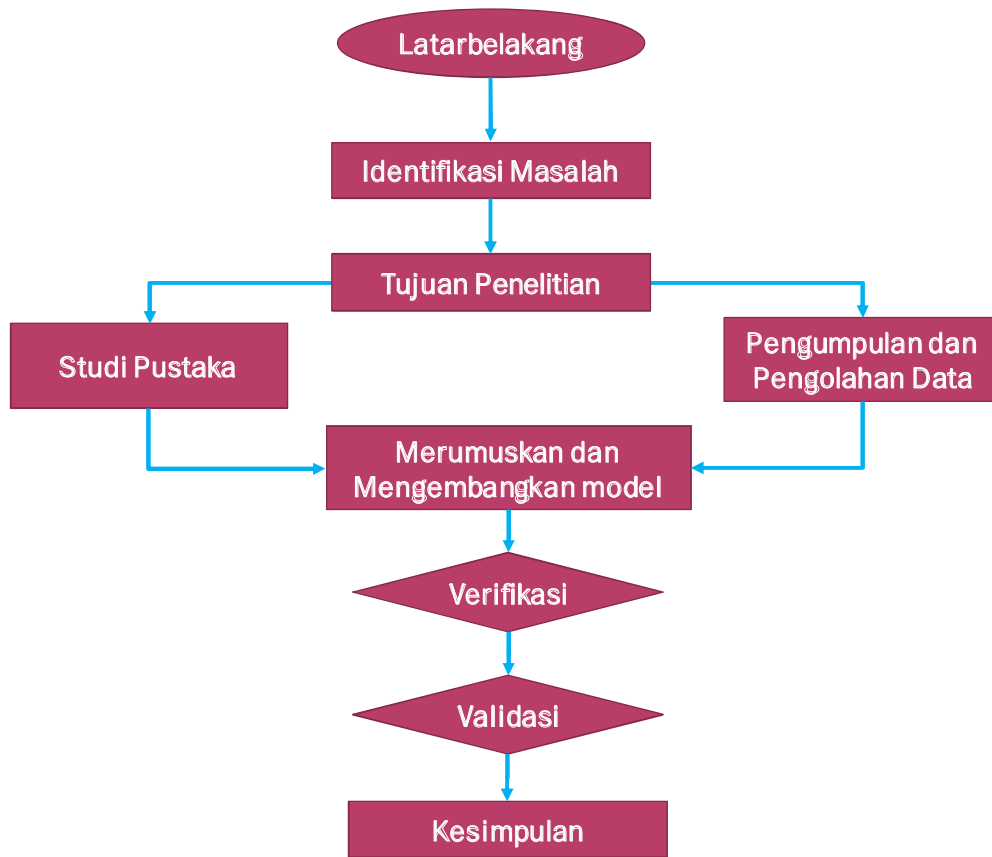 Latarbelakang
Identifikasi Masalah
Tujuan Penelitian
Studi Pustaka
Pengumpulan dan
Pengolahan Data
Merumuskan dan
Mengembangkan model
Verifikasi
Validasi
Kesimpulan